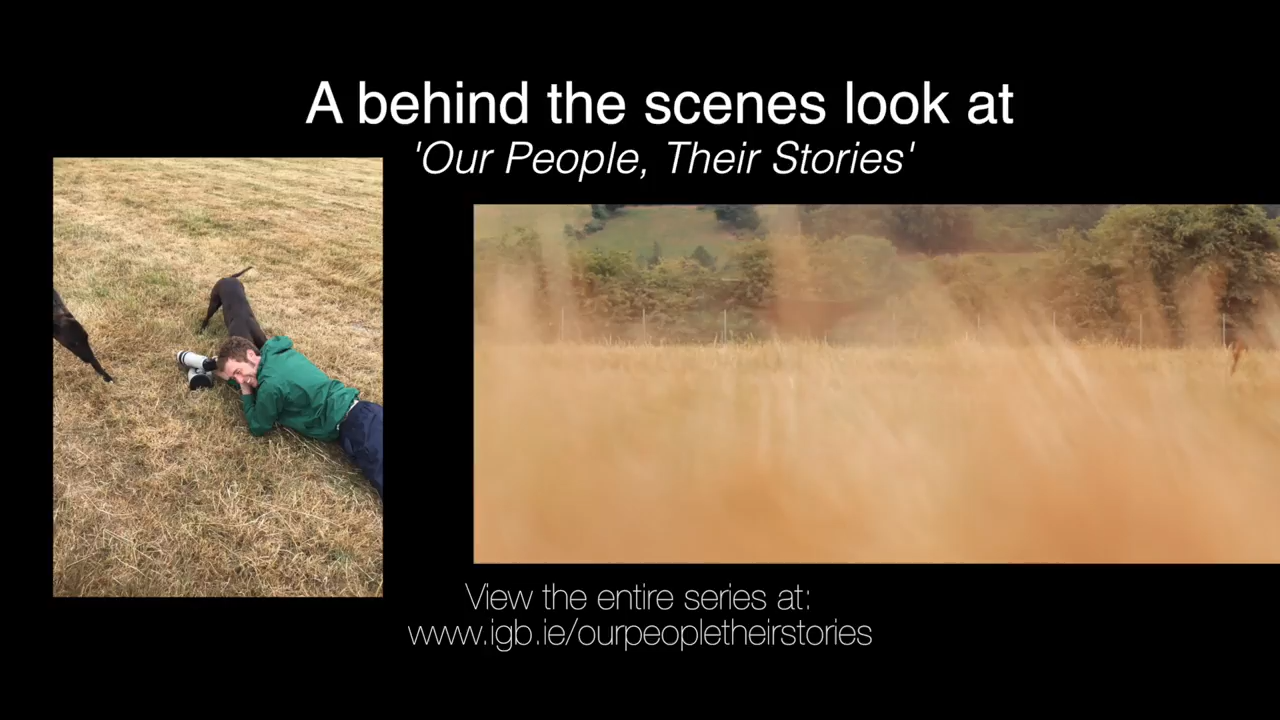 A behind the scenes look at
'Our People, Their Stories'
View the entire series at:
www.igb.ie/ourpeopletheirstories